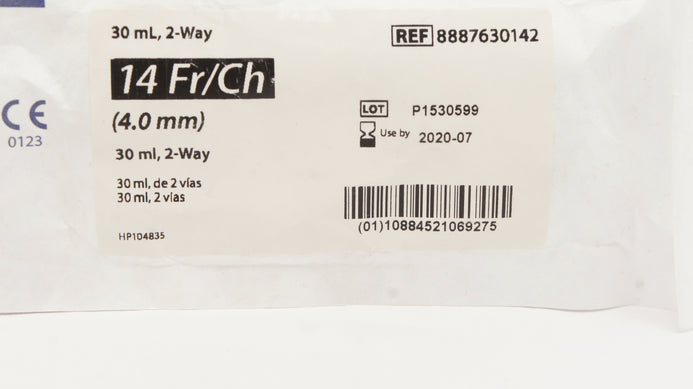 30 mL, 2-Way
REF 8887630142
14 Fr/Ch
(4.0 mm)
CE
0123
LOT P1530599
Use by 2020-07
30 ml, 2-Way
30 ml, de 2 vías
30 ml, 2 vias
(01)10884521069275
HP104835